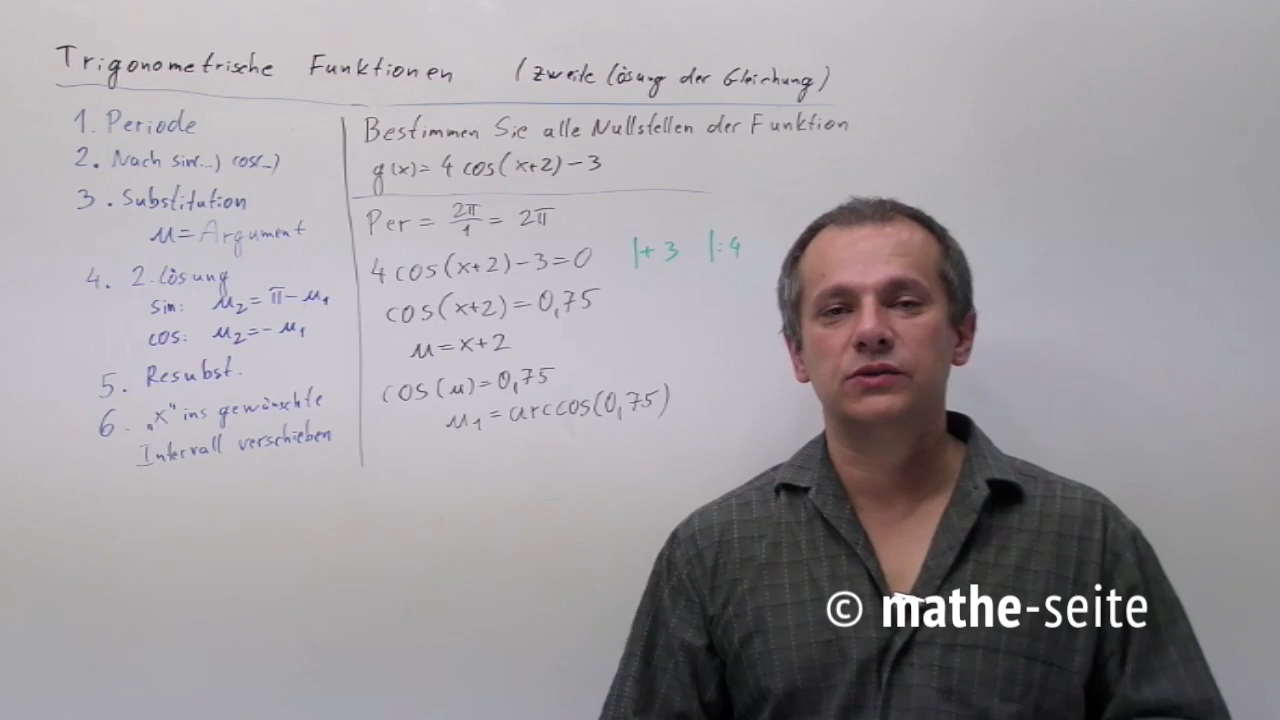 Trigonometrische Funktionen (zweite Lösung der Gleichung)
1. Periode
2. Nach sin(...) cos(...)
3. Substitution
u = Argument
4. 2. Lösung
sin: u₂ = π - u₁
cos: u₂ = - u₁
5. Resubst.
6. „x" ins gewünschte
Intervall verschieben
Bestimmen Sie alle Nullstellen der Funktion
g(x) = 4 cos(x+2) - 3
Per = 2π/1 = 2π
4 cos(x+2) - 3 = 0 |+3 |:4
cos(x+2) = 0,75
u = x+2
cos(u) = 0,75
u₁ = arccos(0,75)
© mathe-seite